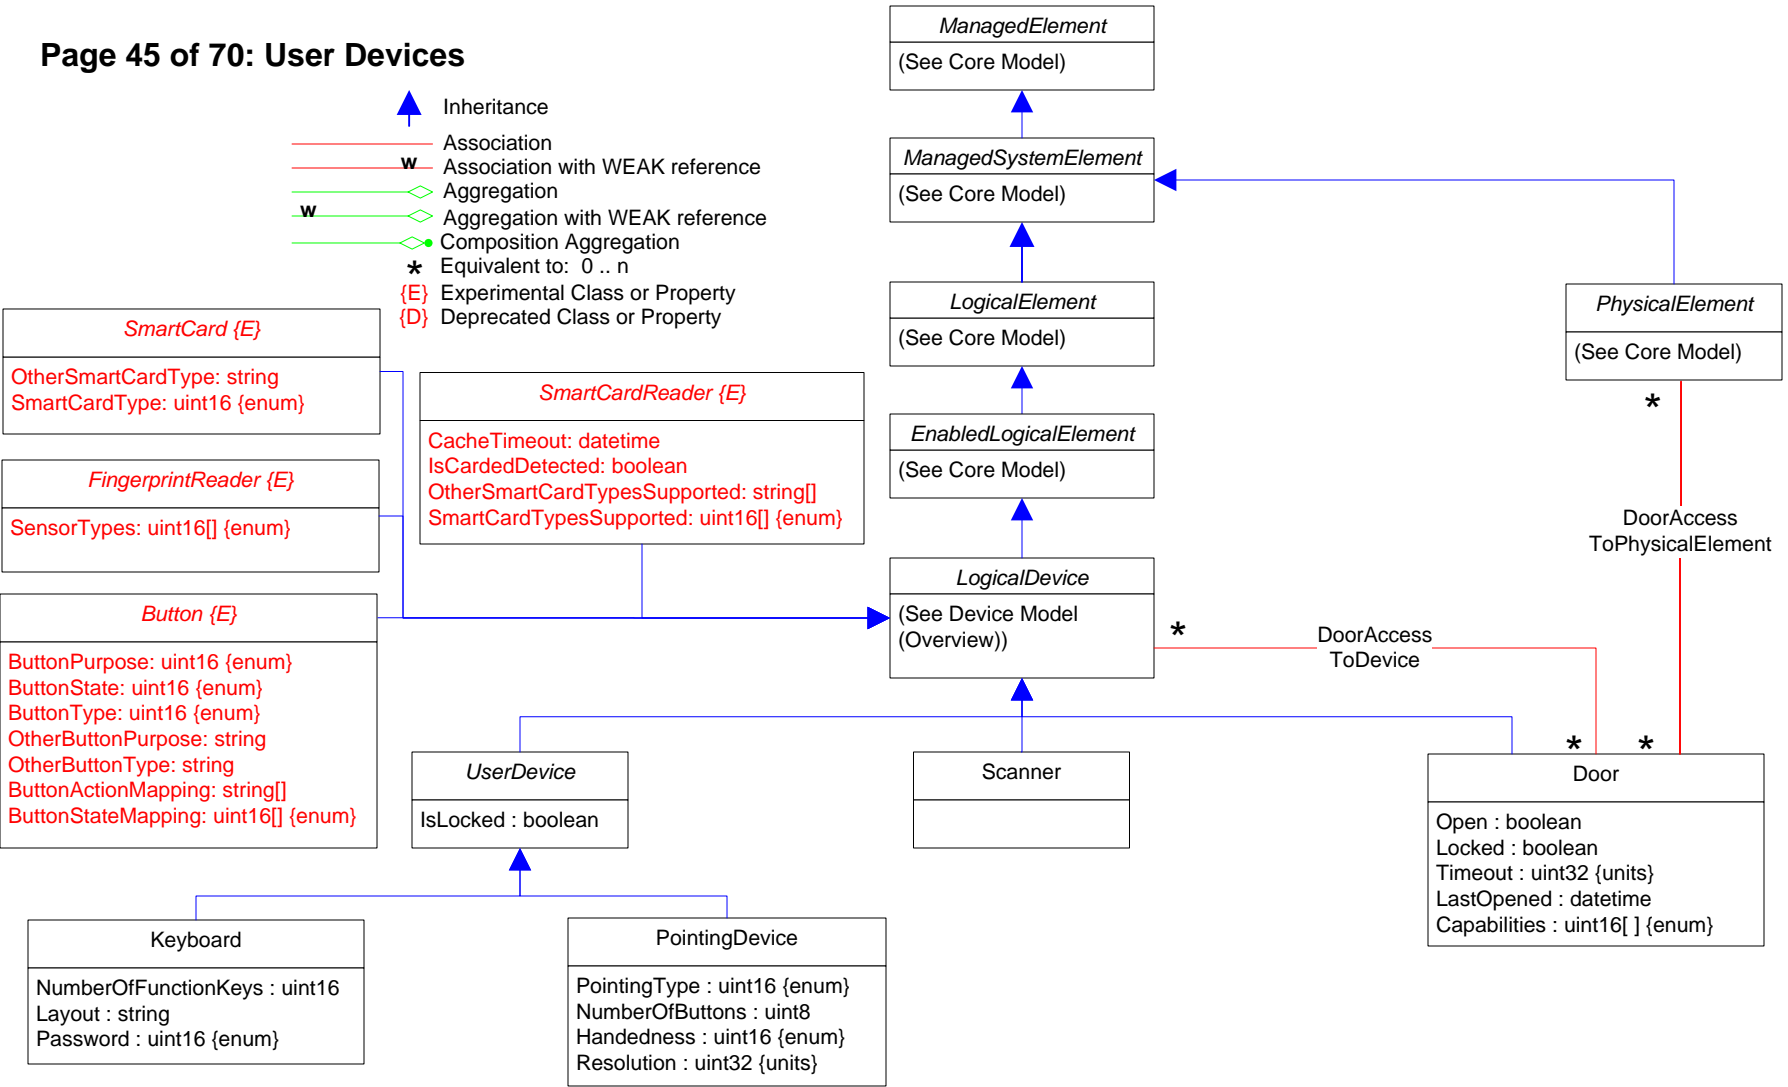 Page 45 of 70: User Devices
Inheritance
Association
w
Association with WEAK reference
Aggregation
w
Aggregation with WEAK reference
Composition Aggregation
* Equivalent to: 0 .. n
{E} Experimental Class or Property
{D} Deprecated Class or Property
ManagedElement
(See Core Model)
ManagedSystemElement
(See Core Model)
LogicalElement
(See Core Model)
PhysicalElement
(See Core Model)
*
EnabledLogicalElement
(See Core Model)
DoorAccess
ToPhysicalElement
SmartCard {E}
OtherSmartCardType: string
SmartCardType: uint16 {enum}
SmartCardReader {E}
CacheTimeout: datetime
IsCardedDetected: boolean
OtherSmartCardTypesSupported: string[]
SmartCardTypesSupported: uint16[] {enum}
FingerprintReader {E}
SensorTypes: uint16[] {enum}
LogicalDevice
(See Device Model
(Overview))
*
DoorAccess
ToDevice
Button {E}
ButtonPurpose: uint16 {enum}
ButtonState: uint16 {enum}
ButtonType: uint16 {enum}
OtherButtonPurpose: string
OtherButtonType: string
ButtonActionMapping: string[]
ButtonStateMapping: uint16[] {enum}
UserDevice
IsLocked : boolean
Scanner
* *
Door
Open : boolean
Locked : boolean
Timeout : uint32 {units}
LastOpened : datetime
Capabilities : uint16[ ] {enum}
Keyboard
NumberOfFunctionKeys : uint16
Layout : string
Password : uint16 {enum}
PointingDevice
PointingType : uint16 {enum}
NumberOfButtons : uint8
Handedness : uint16 {enum}
Resolution : uint32 {units}